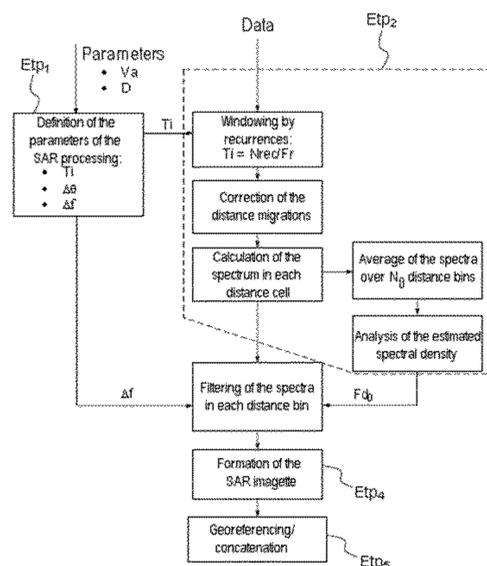 Data
Etp2
Parameters
• Va
• D
Etp1
Definition of the
parameters of the
SAR processing:
• Ti
• Δθ
• Δf
Ti
Windowing by
recurrences:
Ti = Nrec/Fr
Correction of the
distance migrations
Calculation of the
spectrum in each
distance cell
Average of the
spectra
over Nθ distance bins
Analysis of the
estimated
spectral density
Δf
Filtering of the spectra
in each distance bin
Fd0
Formation of the
SAR imagette
Etp4
Georeferencing/
concatenation
Etp5